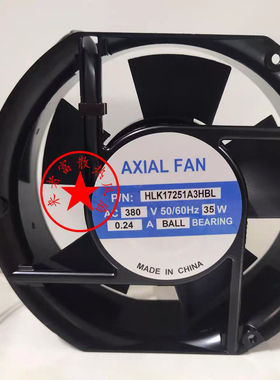 AXIAL FAN
P/N: HLK17251A3HBL
AC 380 V 50/60Hz 35 W
0.24 A BALL BEARING
MADE IN CHINA